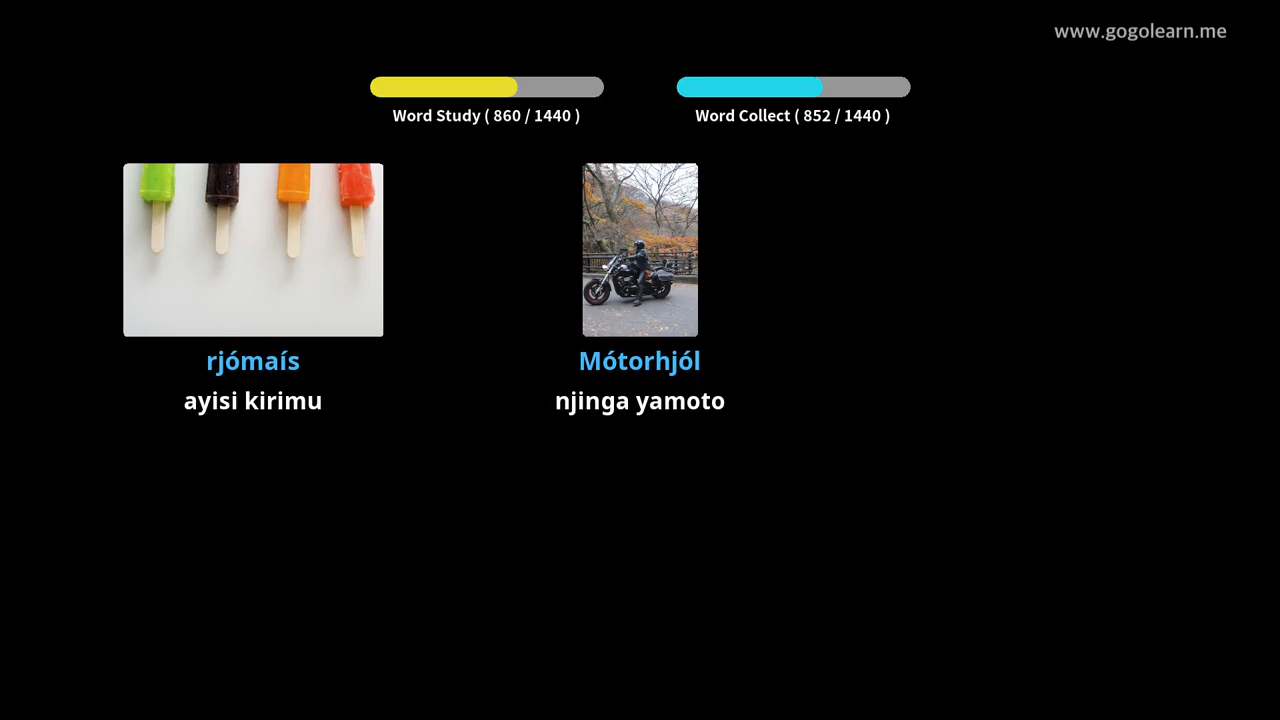 www.gogolearn.me
Word Study ( 860 / 1440 )
Word Collect ( 852 / 1440 )
rjómaís
ayisi kirimu
Mótorhjól
njinga yamoto